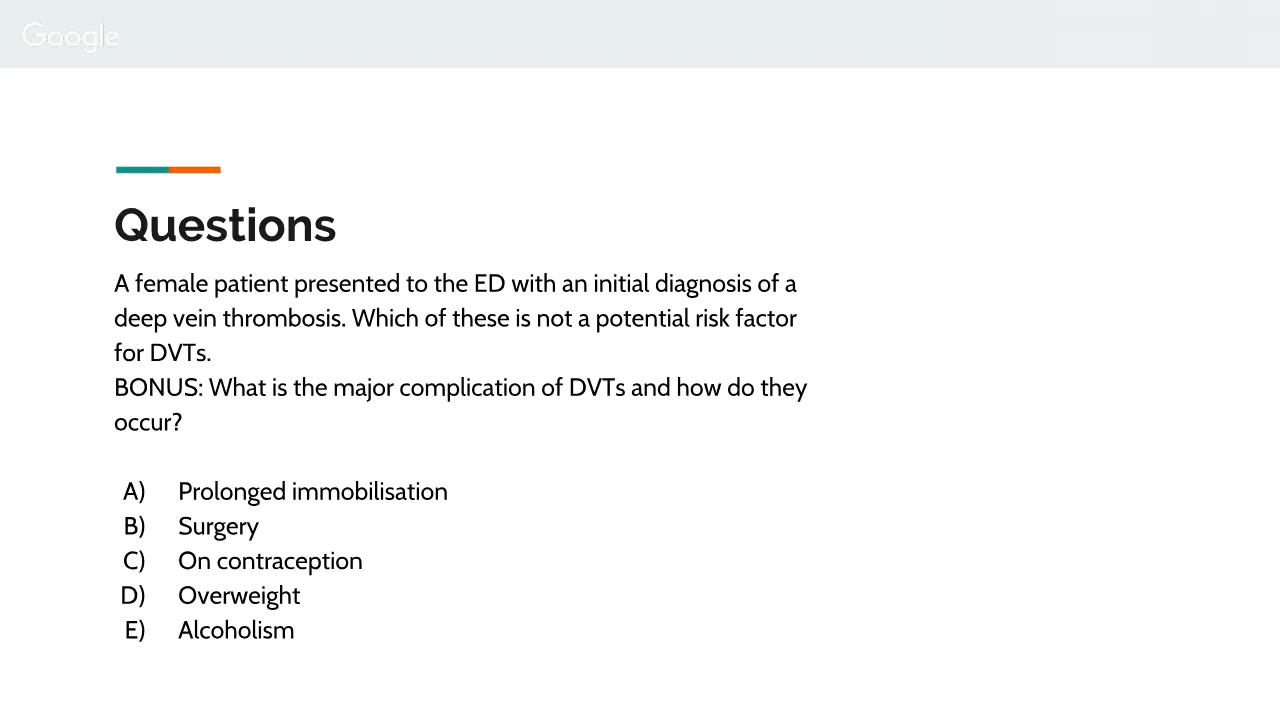 Google
Questions
A female patient presented to the ED with an initial diagnosis of a
deep vein thrombosis. Which of these is not a potential risk factor
for DVTs.
BONUS: What is the major complication of DVTs and how do they
occur?
A) Prolonged immobilisation
B) Surgery
C) On contraception
D) Overweight
E) Alcoholism